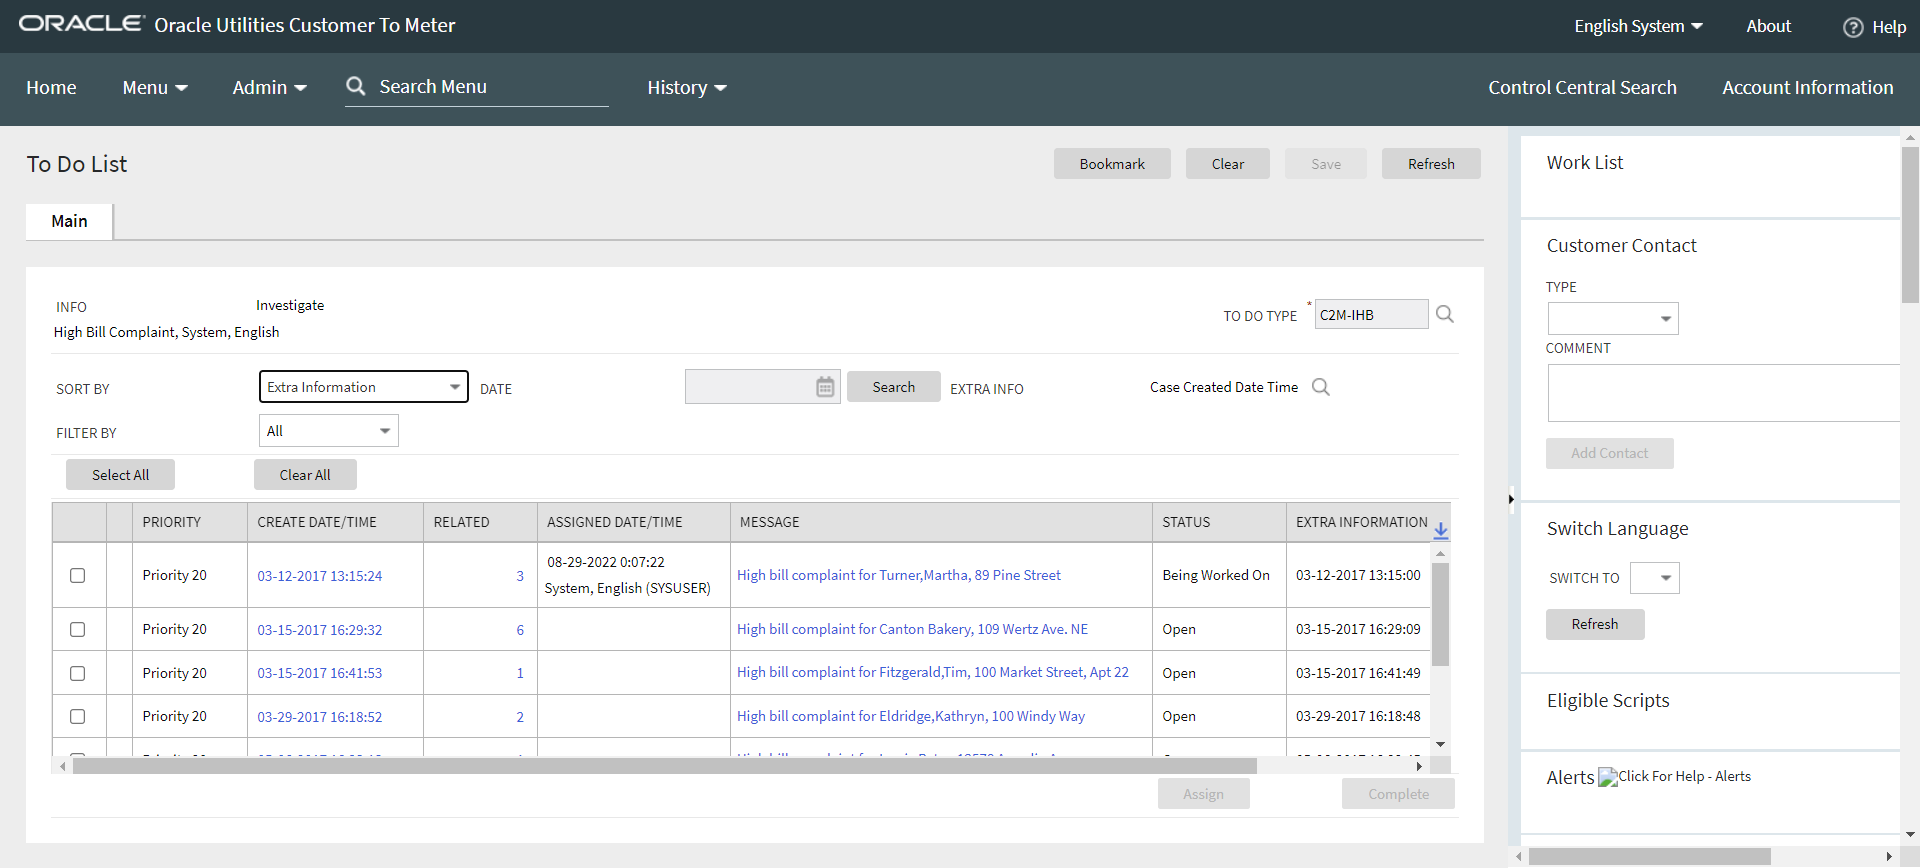 ORACLE Oracle Utilities Customer To Meter English System About Help
Home Menu Admin Search Menu History Control Central Search Account Information
To Do List Bookmark Clear Save Refresh
Main
INFO Investigate
High Bill Complaint, System, English
TO DO TYPE * C2M-IHB
SORT BY Extra Information DATE Search EXTRA INFO Case Created Date Time
FILTER BY All
Select All Clear All
PRIORITY CREATE DATE/TIME RELATED ASSIGNED DATE/TIME MESSAGE STATUS EXTRA INFORMATION
Priority 20 03-12-2017 13:15:24 3 08-29-2022 0:07:22 System, English (SYSUSER) High bill complaint for Turner,Martha, 89 Pine Street Being Worked On 03-12-2017 13:15:00
Priority 20 03-15-2017 16:29:32 6 High bill complaint for Canton Bakery, 109 Wertz Ave. NE Open 03-15-2017 16:29:09
Priority 20 03-15-2017 16:41:53 1 High bill complaint for Fitzgerald,Tim, 100 Market Street, Apt 22 Open 03-15-2017 16:41:49
Priority 20 03-29-2017 16:18:52 2 High bill complaint for Eldridge,Kathryn, 100 Windy Way Open 03-29-2017 16:18:48
Assign Complete
Work List
Customer Contact
TYPE
COMMENT
Add Contact
Switch Language
SWITCH TO
Refresh
Eligible Scripts
Alerts Click For Help - Alerts